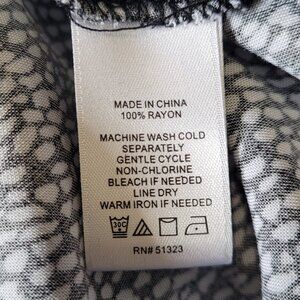 MADE IN CHINA
100% RAYON
MACHINE WASH COLD
SEPARATELY
GENTLE CYCLE
NON-CHLORINE
BLEACH IF NEEDED
LINE DRY
WARM IRON IF NEEDED
30C
RN# 51323